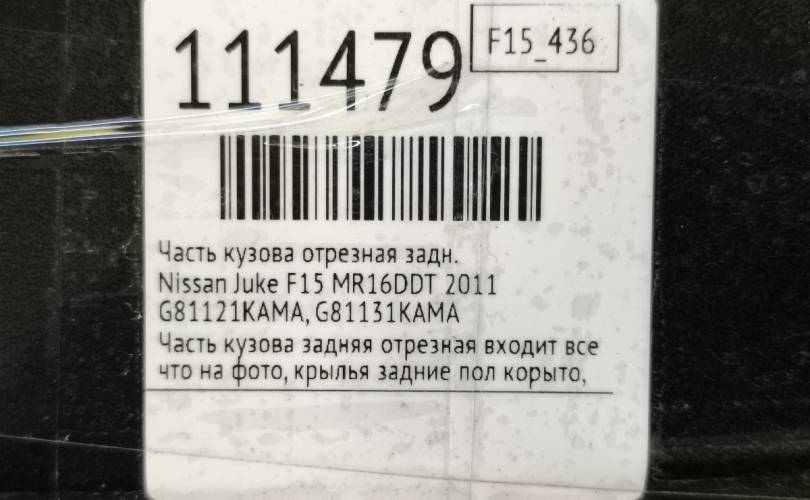 111479
F15_436
Часть кузова отрезная задн.
Nissan Juke F15 MR16DDT 2011
G81121KAMA, G81131KAMA
Часть кузова задняя отрезная входит все
что на фото, крылья задние пол корыто,